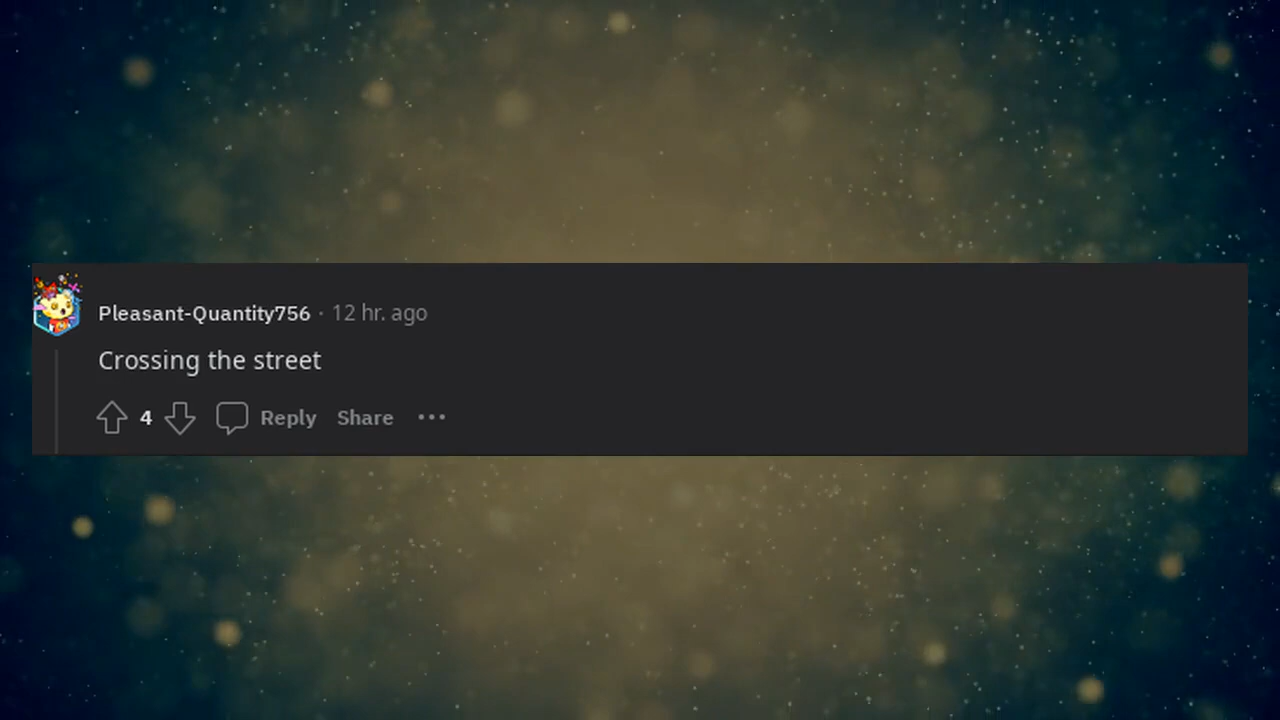 Pleasant-Quantity756 · 12 hr. ago
Crossing the street
4 Reply Share ···